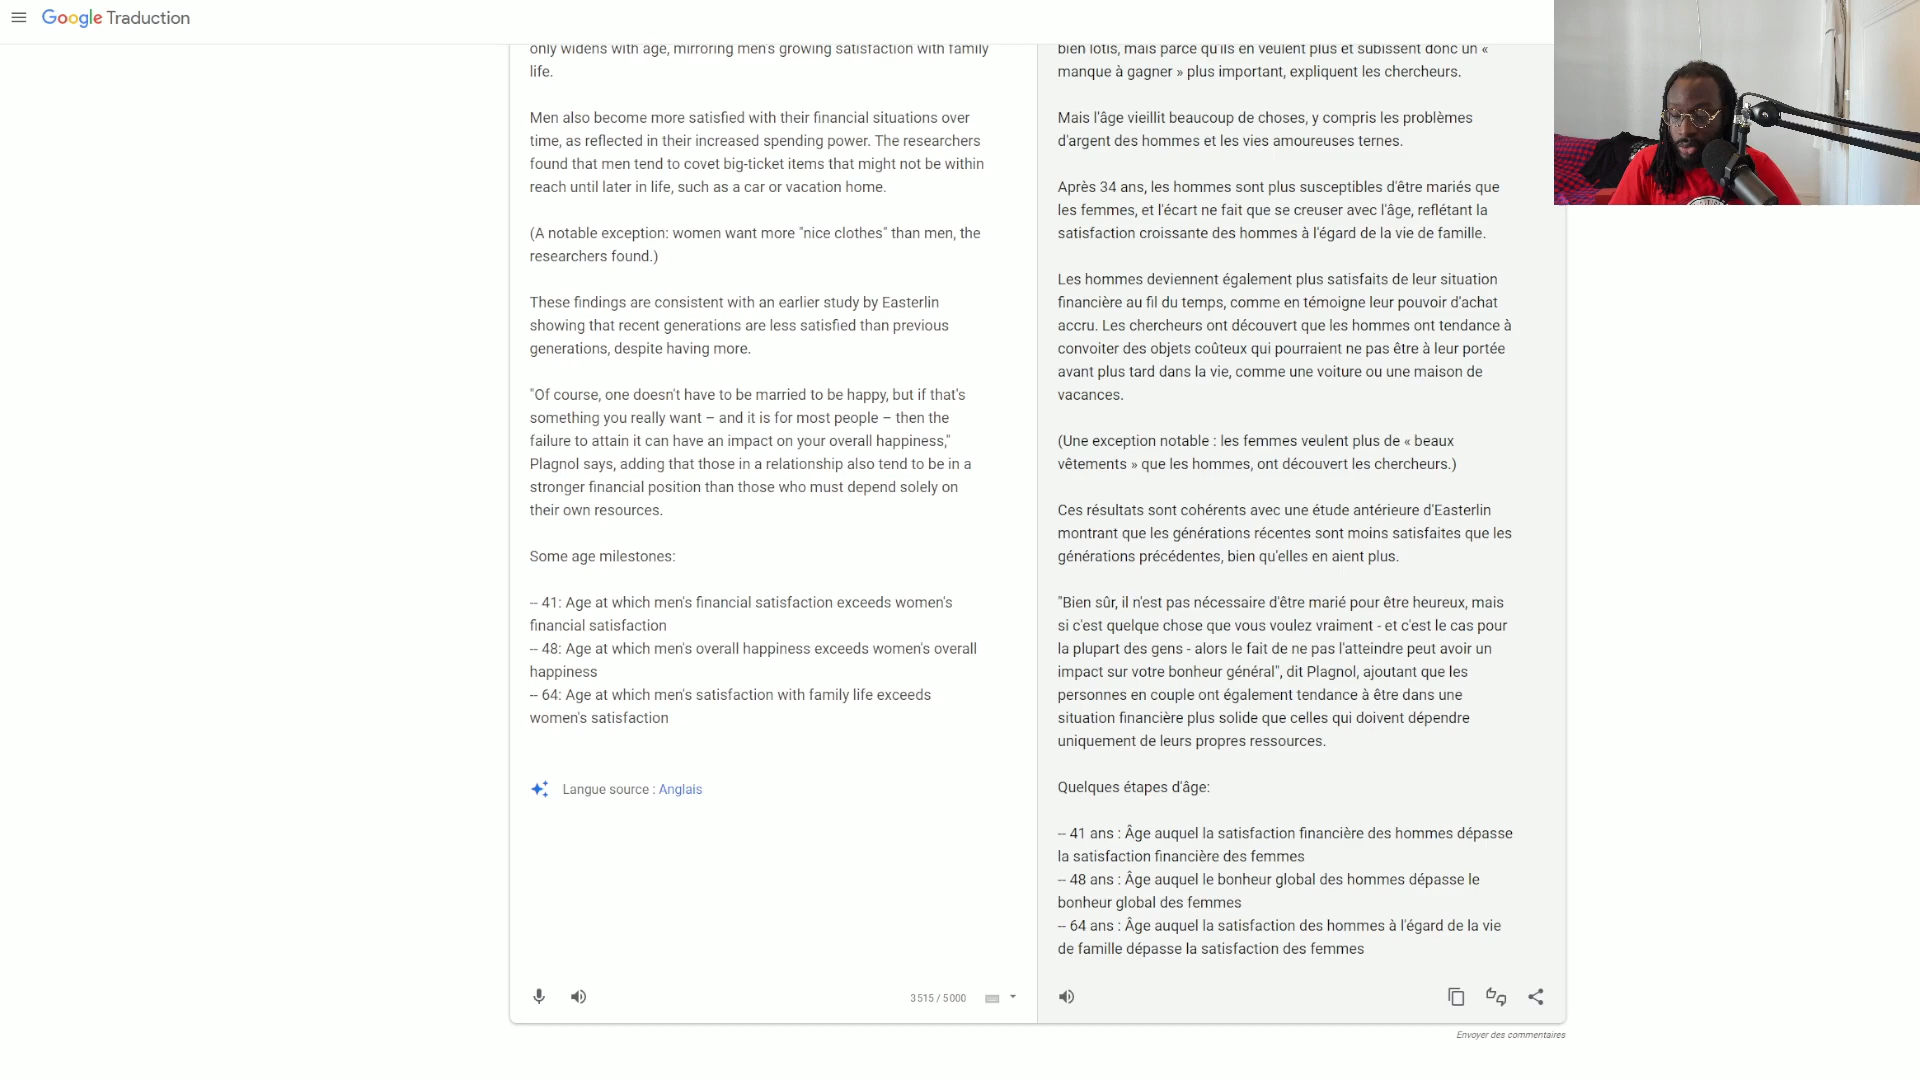 Google Traduction
only widens with age, mirroring men's growing satisfaction with family
life.
Men also become more satisfied with their financial situations over
time, as reflected in their increased spending power. The researchers
found that men tend to covet big-ticket items that might not be within
reach until later in life, such as a car or vacation home.
(A notable exception: women want more "nice clothes" than men, the
researchers found.)
These findings are consistent with an earlier study by Easterlin
showing that recent generations are less satisfied than previous
generations, despite having more.
"Of course, one doesn't have to be married to be happy, but if that's
something you really want – and it is for most people – then the
failure to attain it can have an impact on your overall happiness,"
Plagnol says, adding that those in a relationship also tend to be in a
stronger financial position than those who must depend solely on
their own resources.
Some age milestones:
-- 41: Age at which men's financial satisfaction exceeds women's
financial satisfaction
-- 48: Age at which men's overall happiness exceeds women's overall
happiness
-- 64: Age at which men's satisfaction with family life exceeds
women's satisfaction
Langue source : Anglais
3515 / 5000
bien lotis, mais parce qu'ils en veulent plus et subissent donc un «
manque à gagner » plus important, expliquent les chercheurs.
Mais l'âge vieillit beaucoup de choses, y compris les problèmes
d'argent des hommes et les vies amoureuses ternes.
Après 34 ans, les hommes sont plus susceptibles d'être mariés que
les femmes, et l'écart ne fait que se creuser avec l'âge, reflétant la
satisfaction croissante des hommes à l'égard de la vie de famille.
Les hommes deviennent également plus satisfaits de leur situation
financière au fil du temps, comme en témoigne leur pouvoir d'achat
accru. Les chercheurs ont découvert que les hommes ont tendance à
convoiter des objets coûteux qui pourraient ne pas être à leur portée
avant plus tard dans la vie, comme une voiture ou une maison de
vacances.
(Une exception notable : les femmes veulent plus de « beaux
vêtements » que les hommes, ont découvert les chercheurs.)
Ces résultats sont cohérents avec une étude antérieure d'Easterlin
montrant que les générations récentes sont moins satisfaites que les
générations précédentes, bien qu'elles en aient plus.
"Bien sûr, il n'est pas nécessaire d'être marié pour être heureux, mais
si c'est quelque chose que vous voulez vraiment - et c'est le cas pour
la plupart des gens - alors le fait de ne pas l'atteindre peut avoir un
impact sur votre bonheur général", dit Plagnol, ajoutant que les
personnes en couple ont également tendance à être dans une
situation financière plus solide que celles qui doivent dépendre
uniquement de leurs propres ressources.
Quelques étapes d'âge:
-- 41 ans : Âge auquel la satisfaction financière des hommes dépasse
la satisfaction financière des femmes
-- 48 ans : Âge auquel le bonheur global des hommes dépasse le
bonheur global des femmes
-- 64 ans : Âge auquel la satisfaction des hommes à l'égard de la vie
de famille dépasse la satisfaction des femmes
Envoyer des commentaires